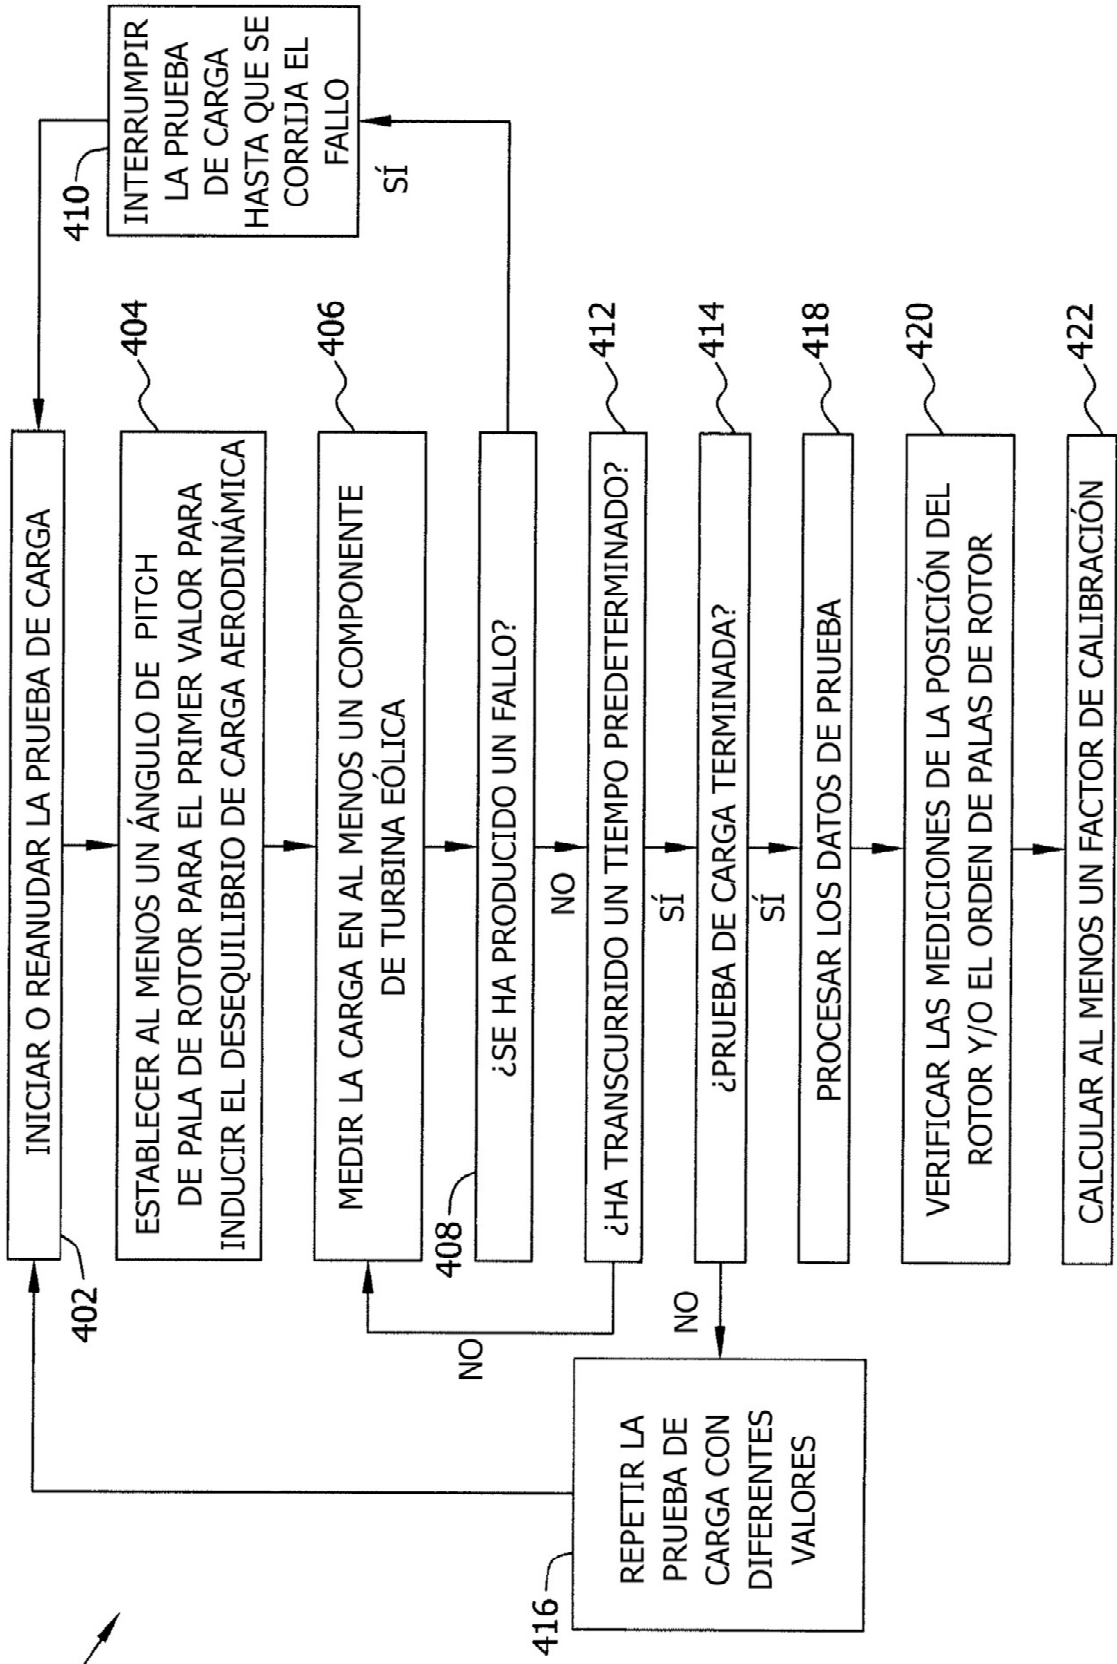 402
INICIAR O REANUDAR LA PRUEBA DE CARGA
404
ESTABLECER AL MENOS UN ÁNGULO DE PITCH
DE PALA DE ROTOR PARA EL PRIMER VALOR PARA
INDUCIR EL DESEQUILIBRIO DE CARGA AERODINÁMICA
406
MEDIR LA CARGA EN AL MENOS UN COMPONENTE
DE TURBINA EÓLICA
408
¿SE HA PRODUCIDO UN FALLO?
SÍ
410
INTERRUMPIR
LA PRUEBA
DE CARGA
HASTA QUE SE
CORRIJA EL
FALLO
NO
412
¿HA TRANSCURRIDO UN TIEMPO PREDETERMINADO?
NO
SÍ
414
¿PRUEBA DE CARGA TERMINADA?
NO
416
REPETIR LA
PRUEBA DE
CARGA CON
DIFERENTES
VALORES
SÍ
418
PROCESAR LOS DATOS DE PRUEBA
420
VERIFICAR LAS MEDICIONES DE LA POSICIÓN DEL
ROTOR Y/O EL ORDEN DE PALAS DE ROTOR
422
CALCULAR AL MENOS UN FACTOR DE CALIBRACIÓN